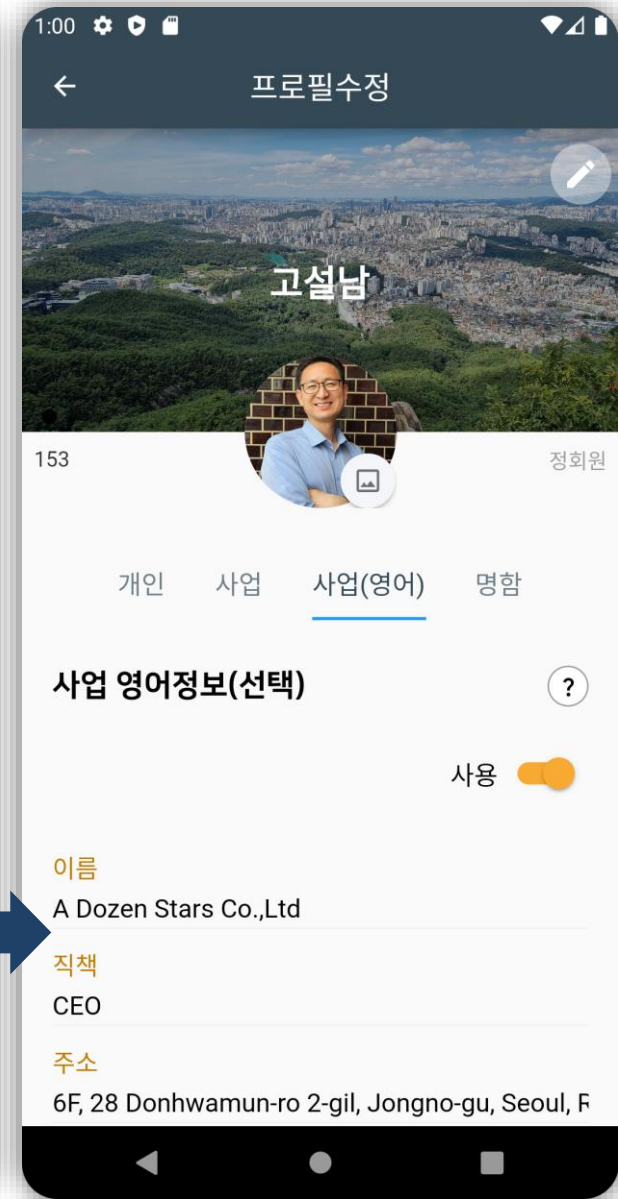 1:00
프로필수정
고설남
153
정회원
개인 사업 사업(영어) 명함
사업 영어정보(선택) ?
사용
이름
A Dozen Stars Co.,Ltd
직책
CEO
주소
6F, 28 Donhwamun-ro 2-gil, Jongno-gu, Seoul, R